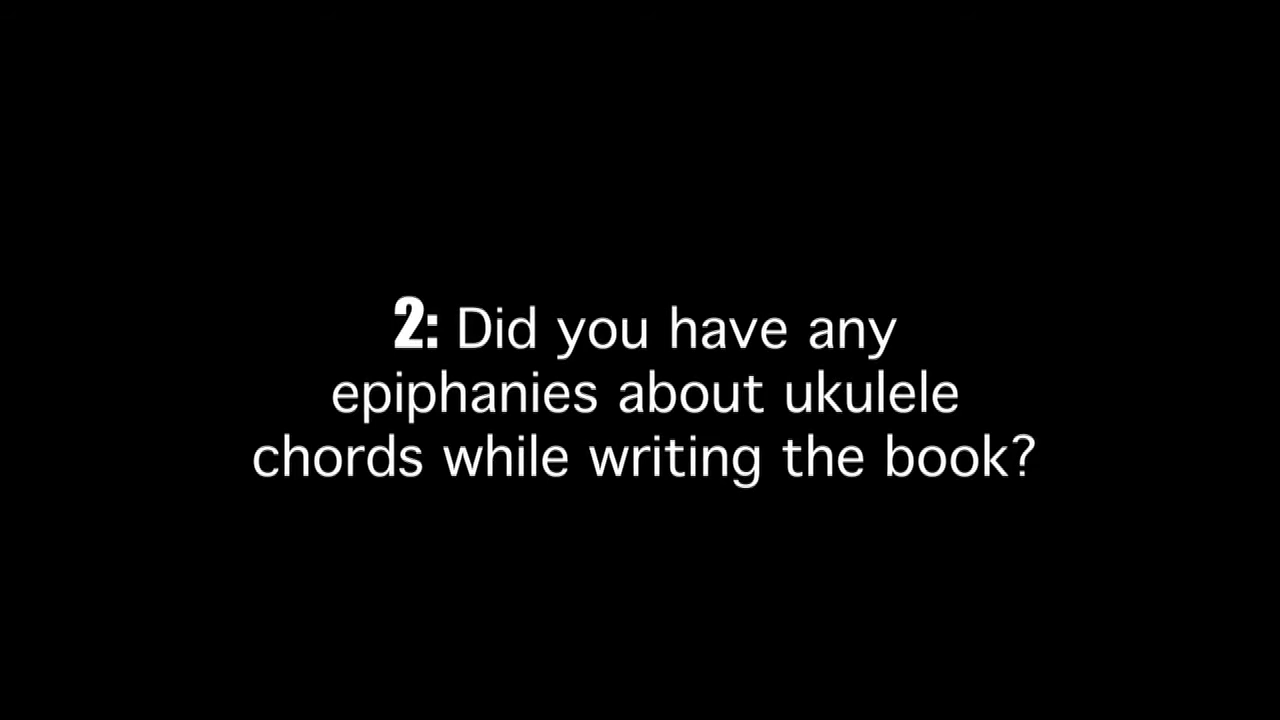 2: Did you have any
epiphanies about ukulele
chords while writing the book?